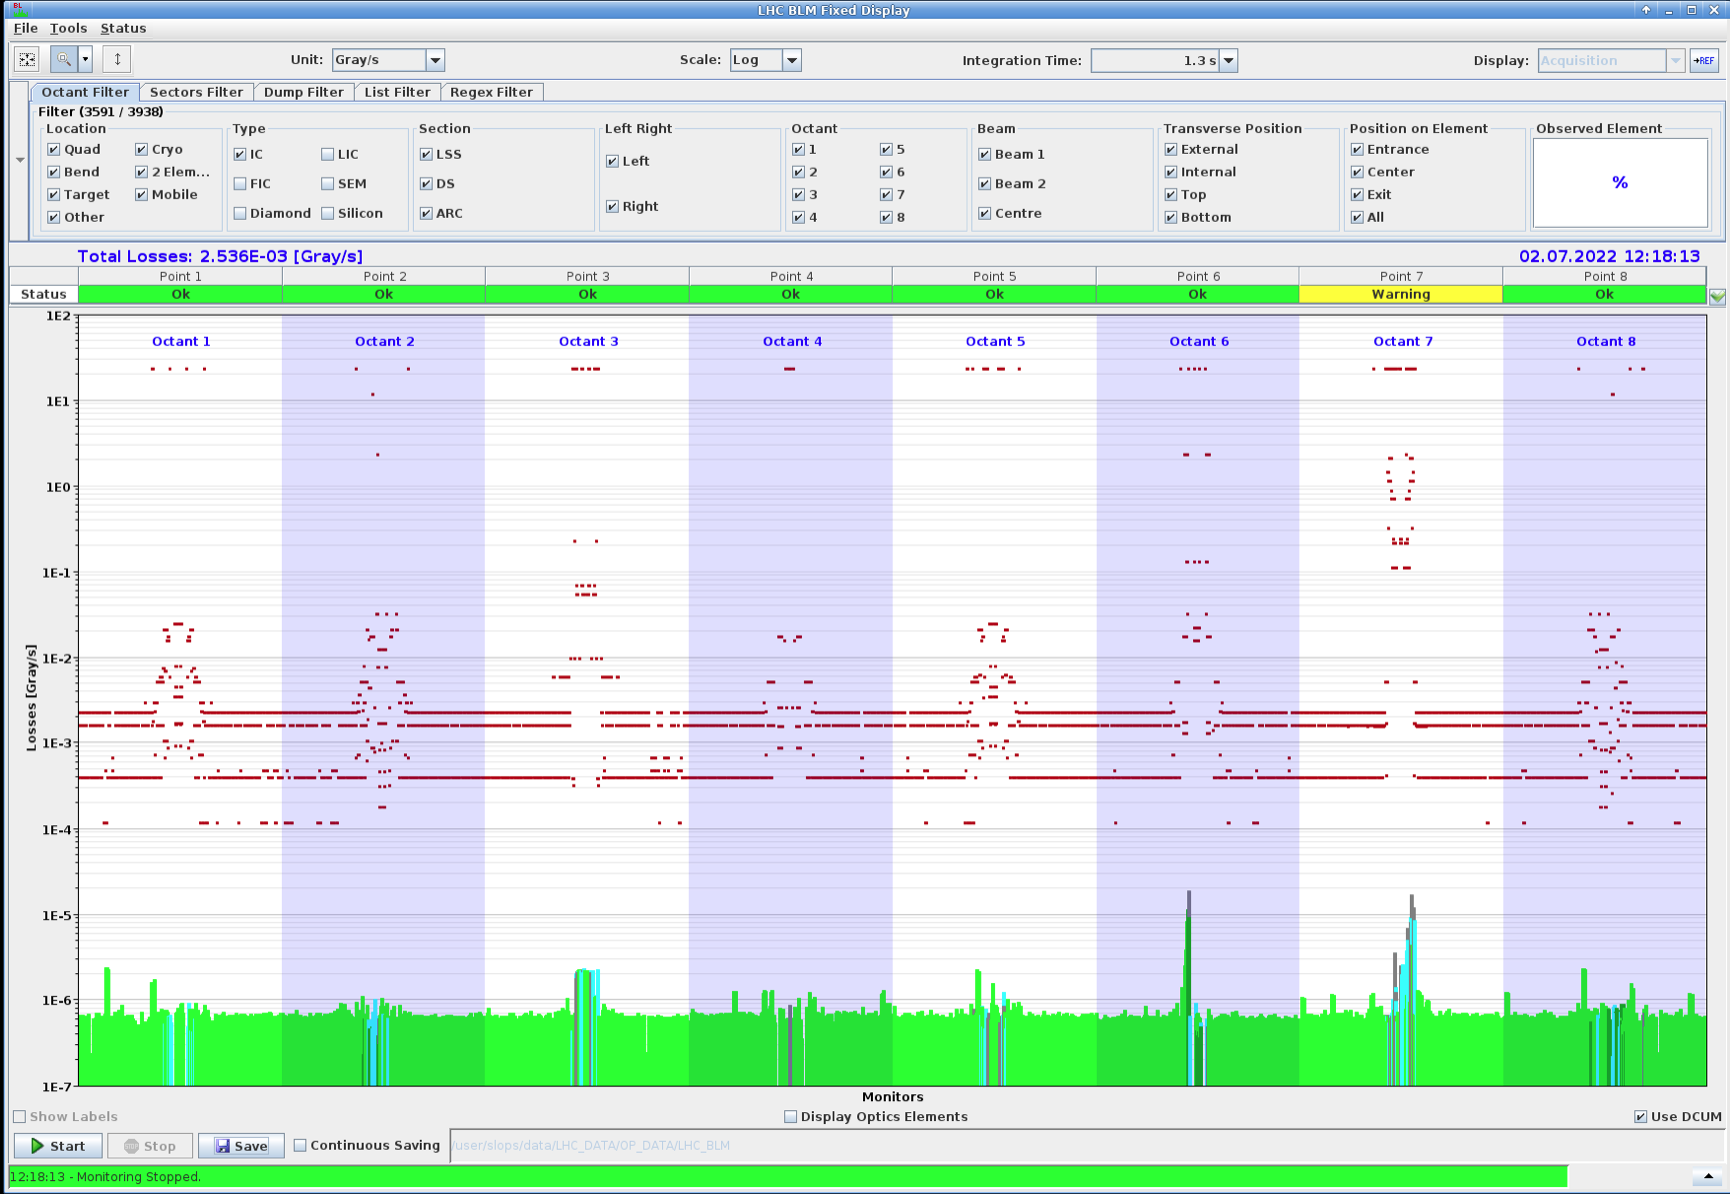 BL
LHC BLM Fixed Display
File Tools Status
Unit: Gray/s Scale: Log Integration Time: 1.3 s Display: Acquisition →REF
Octant Filter Sectors Filter Dump Filter List Filter Regex Filter
Filter (3591 / 3938)
Location Type Section Left Right Octant Beam Transverse Position Position on Element Observed Element
Quad Cryo IC LIC LSS Left 1 5 Beam 1 External Entrance
Bend 2 Elem... FIC SEM DS 2 6 Beam 2 Internal Center %
Target Mobile Diamond Silicon ARC Right 3 7 Centre Top Exit
Other 4 8 Bottom All
Total Losses: 2.536E-03 [Gray/s] 02.07.2022 12:18:13
Point 1 Point 2 Point 3 Point 4 Point 5 Point 6 Point 7 Point 8
Status Ok Ok Ok Ok Ok Ok Warning Ok
Octant 1 Octant 2 Octant 3 Octant 4 Octant 5 Octant 6 Octant 7 Octant 8
1E2
1E1
1E0
1E-1
1E-2
1E-3
1E-4
1E-5
1E-6
1E-7
Losses [Gray/s]
Monitors
Show Labels Display Optics Elements Use DCUM
Start Stop Save Continuous Saving /user/slops/data/LHC_DATA/OP_DATA/LHC_BLM
12:18:13 - Monitoring Stopped.